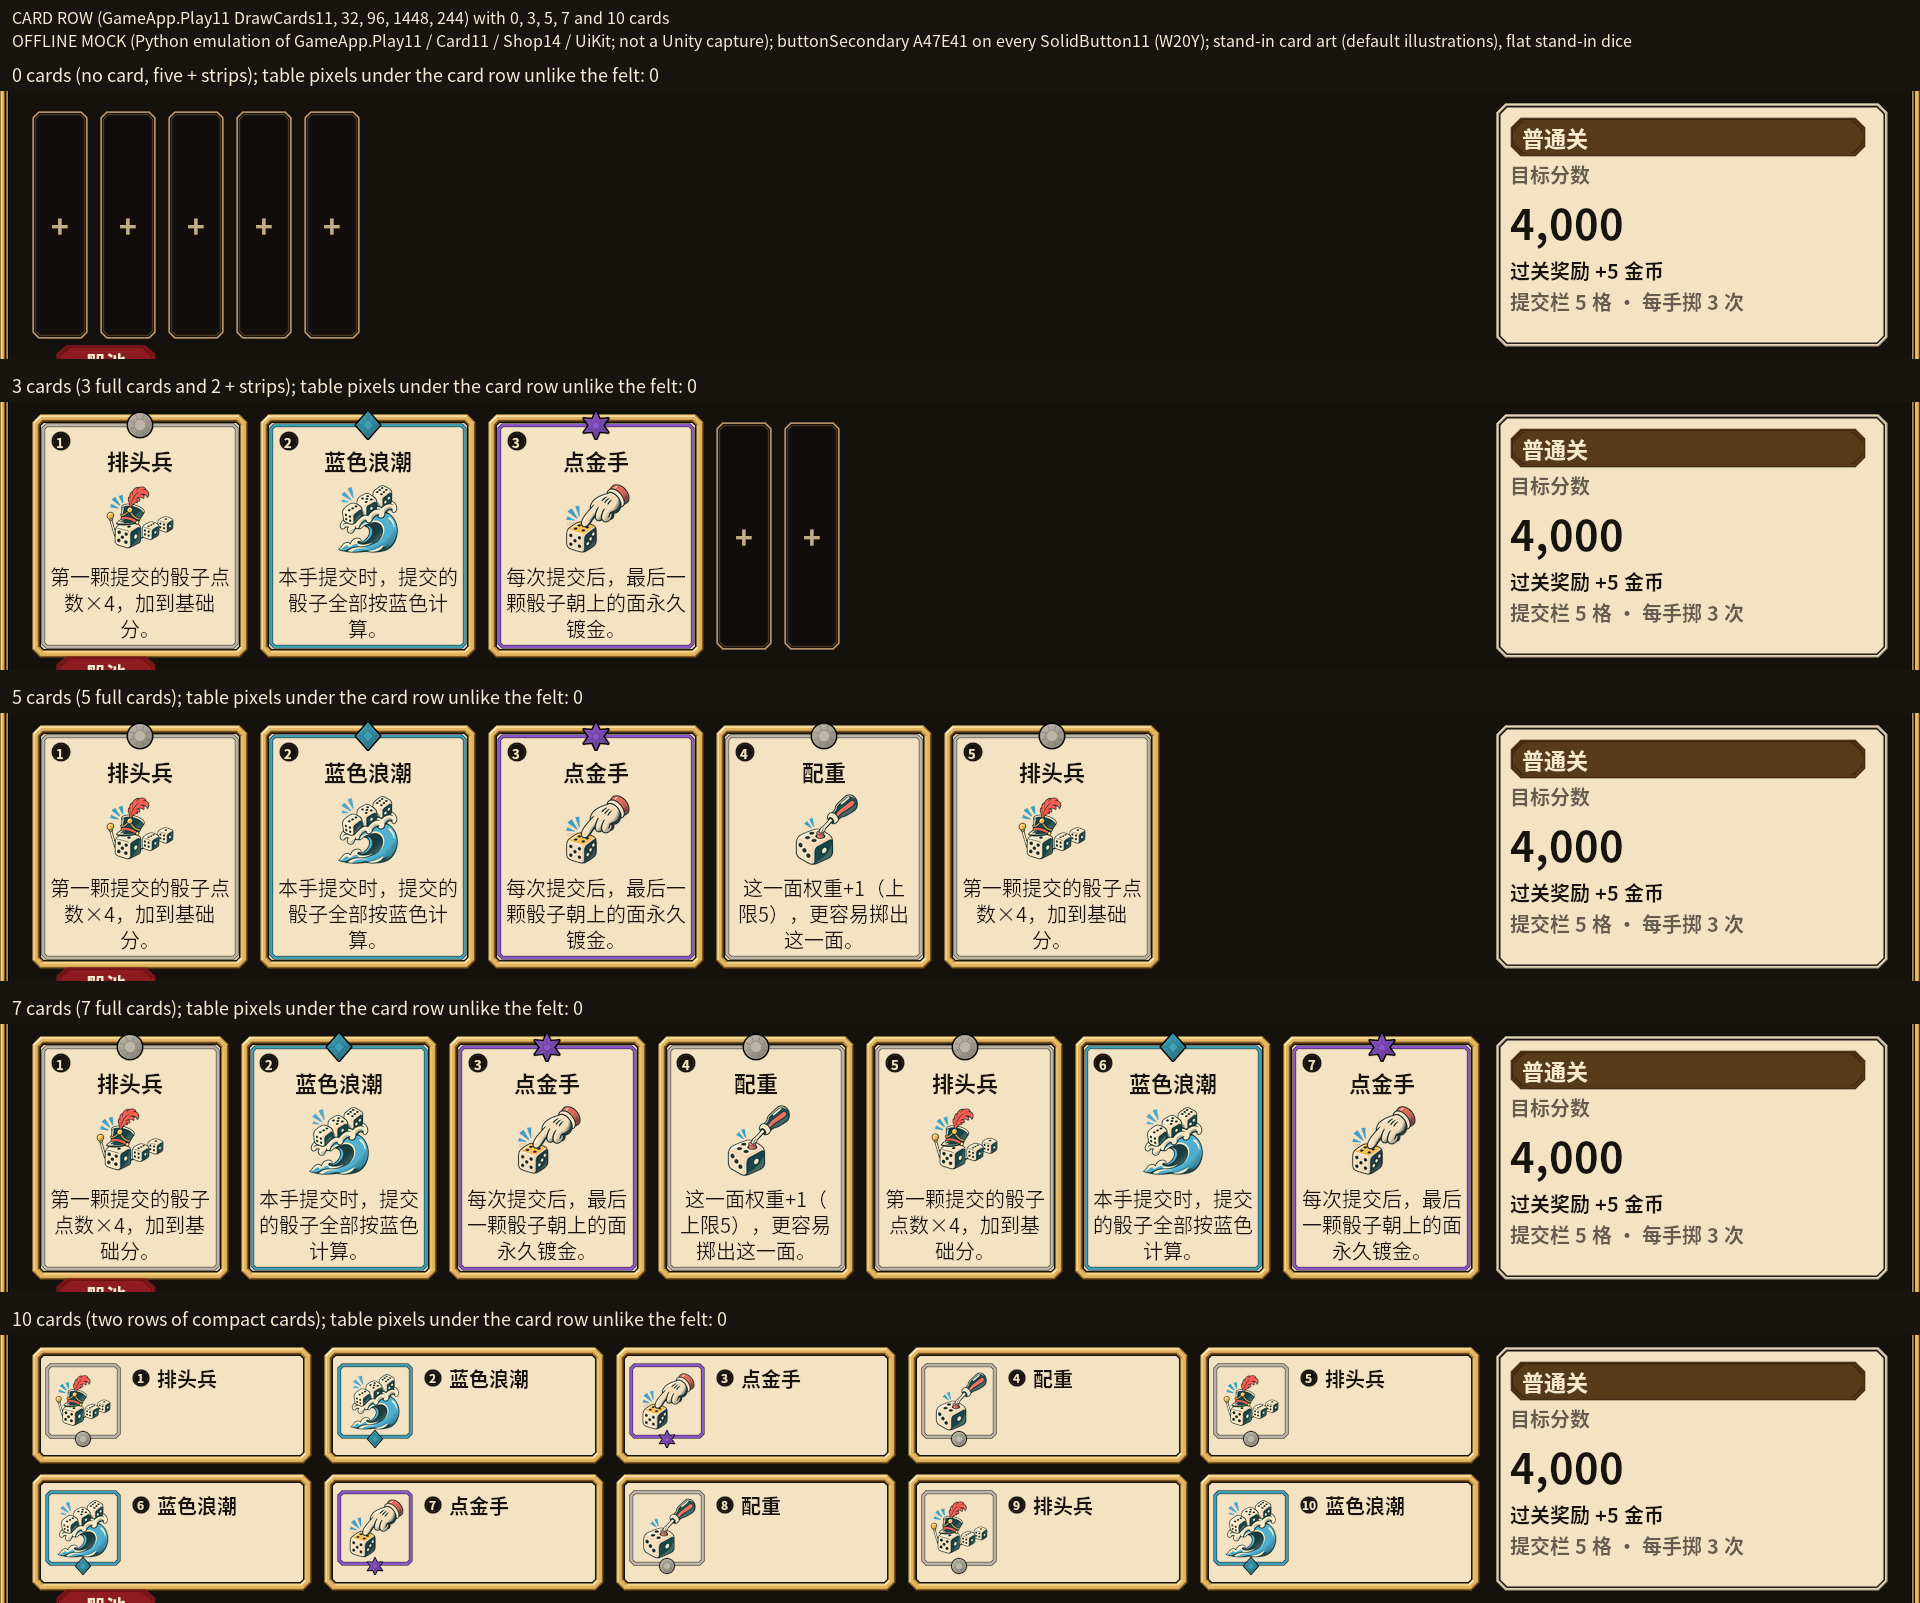 CARD ROW (GameApp.Play11 DrawCards11, 32, 96, 1448, 244) with 0, 3, 5, 7 and 10 cards
OFFLINE MOCK (Python emulation of GameApp.Play11 / Card11 / Shop14 / UiKit; not a Unity capture); buttonSecondary A47E41 on every SolidButton11 (W20Y); stand-in card art (default illustrations), flat stand-in dice
0 cards (no card, five + strips); table pixels under the card row unlike the felt: 0
+ + + + +
普通关
目标分数
4,000
过关奖励 +5 金币
提交栏 5 格 · 每手掷 3 次
3 cards (3 full cards and 2 + strips); table pixels under the card row unlike the felt: 0
1
排头兵
第一颗提交的骰子点
数×4，加到基础
分。
2
蓝色浪潮
本手提交时，提交的
骰子全部按蓝色计
算。
3
点金手
每次提交后，最后一
颗骰子朝上的面永久
镀金。
+ +
普通关
目标分数
4,000
过关奖励 +5 金币
提交栏 5 格 · 每手掷 3 次
5 cards (5 full cards); table pixels under the card row unlike the felt: 0
1
排头兵
第一颗提交的骰子点
数×4，加到基础
分。
2
蓝色浪潮
本手提交时，提交的
骰子全部按蓝色计
算。
3
点金手
每次提交后，最后一
颗骰子朝上的面永久
镀金。
4
配重
这一面权重+1（上
限5），更容易掷出
这一面。
5
排头兵
第一颗提交的骰子点
数×4，加到基础
分。
普通关
目标分数
4,000
过关奖励 +5 金币
提交栏 5 格 · 每手掷 3 次
7 cards (7 full cards); table pixels under the card row unlike the felt: 0
1
排头兵
第一颗提交的骰子
点数×4，加到基
础分。
2
蓝色浪潮
本手提交时，提交
的骰子全部按蓝色
计算。
3
点金手
每次提交后，最后
一颗骰子朝上的面
永久镀金。
4
配重
这一面权重+1（
上限5），更容易
掷出这一面。
5
排头兵
第一颗提交的骰子
点数×4，加到基
础分。
6
蓝色浪潮
本手提交时，提交
的骰子全部按蓝色
计算。
7
点金手
每次提交后，最后
一颗骰子朝上的面
永久镀金。
普通关
目标分数
4,000
过关奖励 +5 金币
提交栏 5 格 · 每手掷 3 次
10 cards (two rows of compact cards); table pixels under the card row unlike the felt: 0
1 排头兵
2 蓝色浪潮
3 点金手
4 配重
5 排头兵
6 蓝色浪潮
7 点金手
8 配重
9 排头兵
10 蓝色浪潮
普通关
目标分数
4,000
过关奖励 +5 金币
提交栏 5 格 · 每手掷 3 次